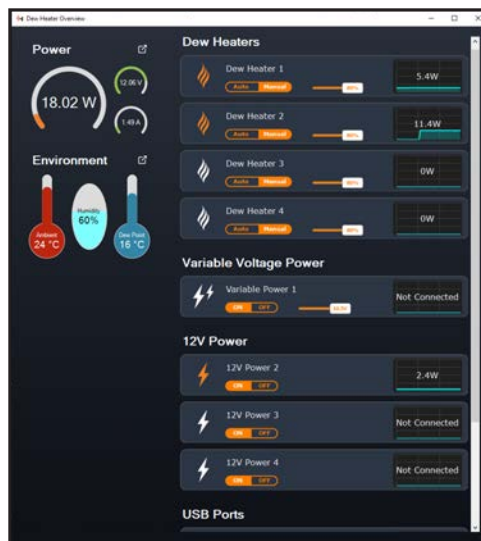 Dew Heater Overview
Power
18.02 W
12.06 V
1.49 A
Environment
Ambient
24 °C
Humidity
60%
Dew Point
16 °C
Dew Heaters
Dew Heater 1
Auto Manual
5.4W
Dew Heater 2
Auto Manual
11.4W
Dew Heater 3
Auto Manual
0W
Dew Heater 4
Auto Manual
0W
Variable Voltage Power
Variable Power 1
ON OFF
Not Connected
12V Power
12V Power 2
ON OFF
2.4W
12V Power 3
ON OFF
Not Connected
12V Power 4
ON OFF
Not Connected
USB Ports